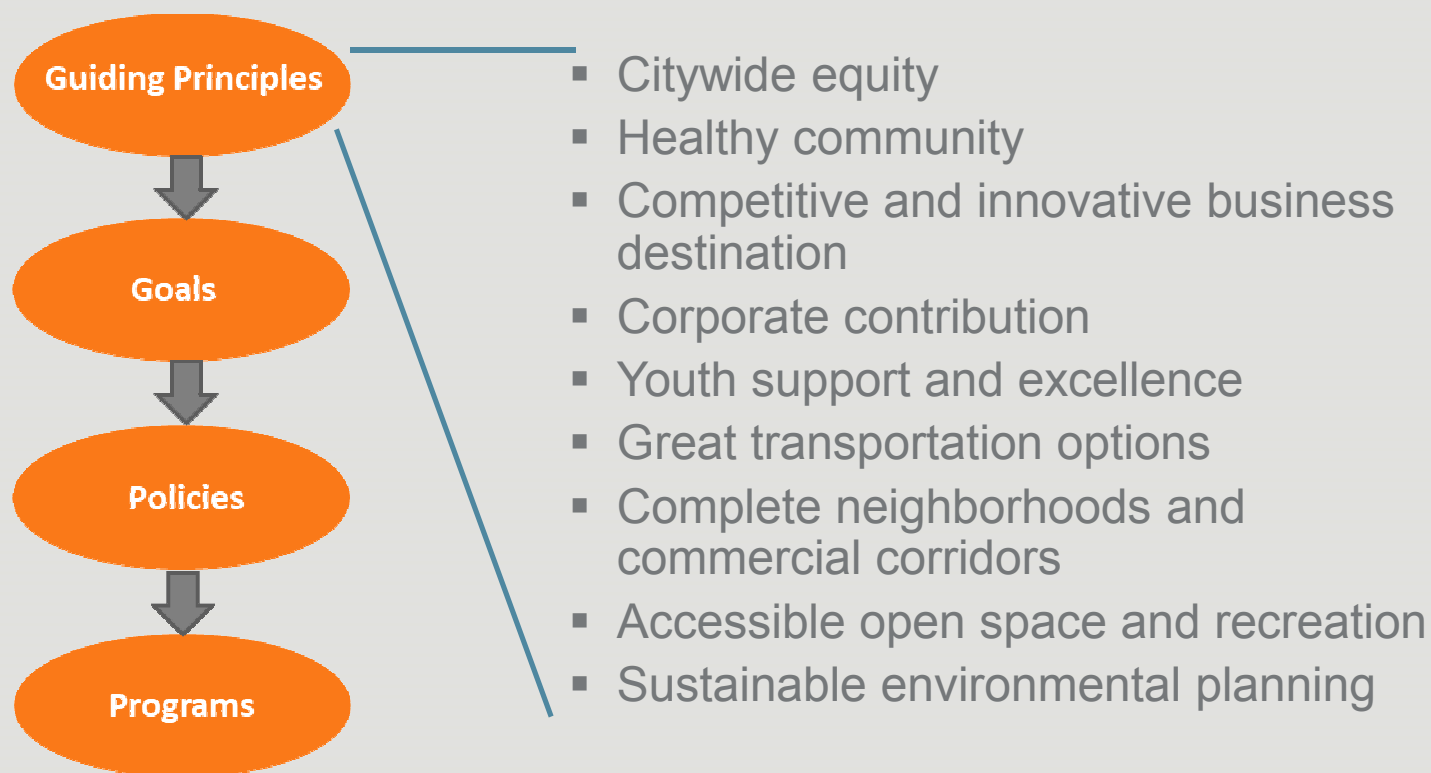 Guiding Principles
Goals
Policies
Programs
▪ Citywide equity
▪ Healthy community
▪ Competitive and innovative business
destination
▪ Corporate contribution
▪ Youth support and excellence
▪ Great transportation options
▪ Complete neighborhoods and
commercial corridors
▪ Accessible open space and recreation
▪ Sustainable environmental planning